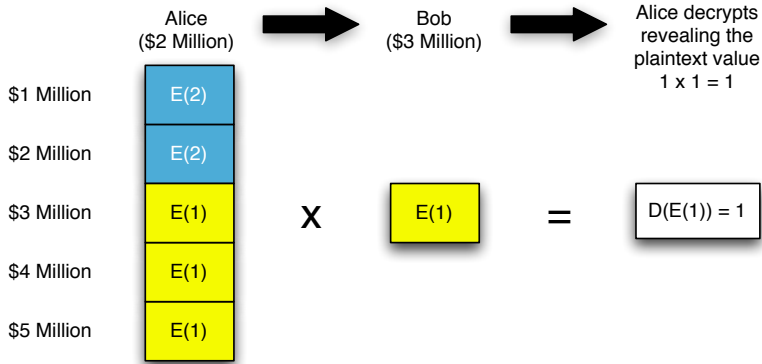 Alice
($2 Million)
Bob
($3 Million)
Alice decrypts
revealing the
plaintext value
1 x 1 = 1
$1 Million
E(2)
$2 Million
E(2)
$3 Million
E(1)
x
E(1)
=
D(E(1)) = 1
$4 Million
E(1)
$5 Million
E(1)